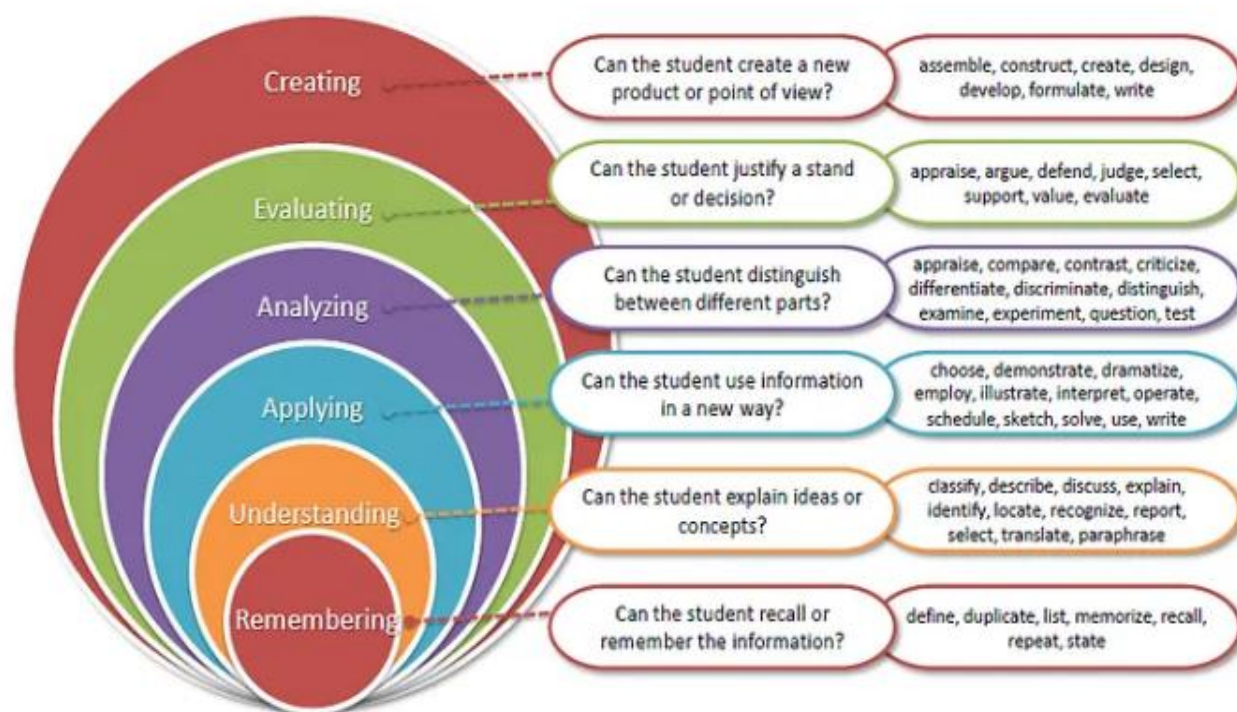 Creating
Can the student create a new
product or point of view?
assemble, construct, create, design,
develop, formulate, write
Evaluating
Can the student justify a stand
or decision?
appraise, argue, defend, judge, select,
support, value, evaluate
Analyzing
Can the student distinguish
between different parts?
appraise, compare, contrast, criticize,
differentiate, discriminate, distinguish,
examine, experiment, question, test
Applying
Can the student use information
in a new way?
choose, demonstrate, dramatize,
employ, illustrate, interpret, operate,
schedule, sketch, solve, use, write
Understanding
Can the student explain ideas or
concepts?
classify, describe, discuss, explain,
identify, locate, recognize, report,
select, translate, paraphrase
Remembering
Can the student recall or
remember the information?
define, duplicate, list, memorize, recall,
repeat, state